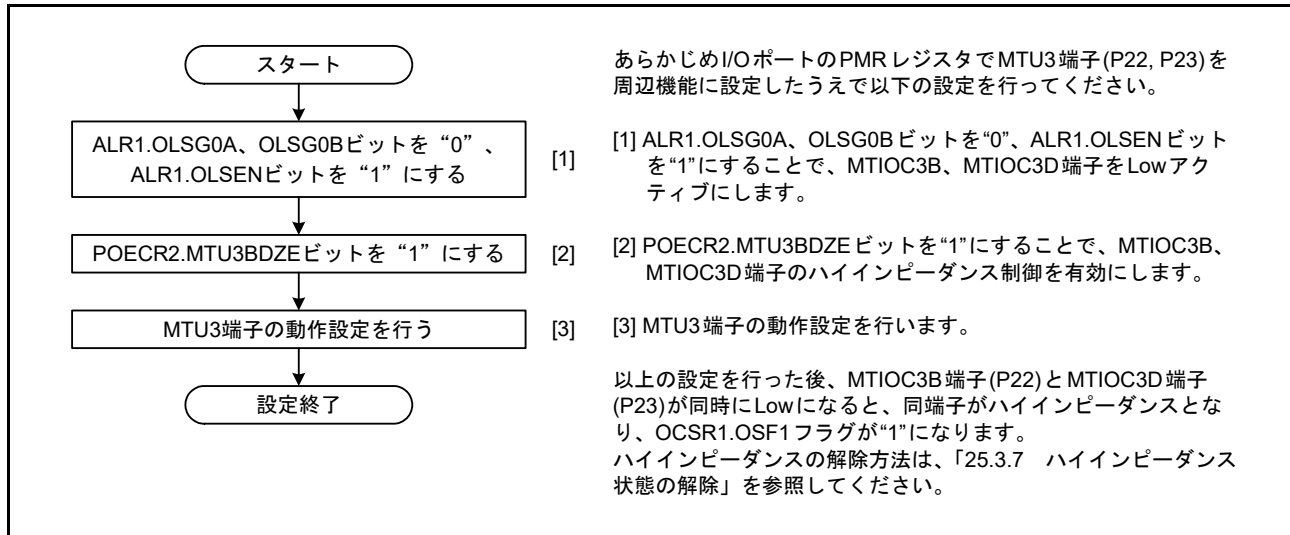 スタート
ALR1.OLSG0A、OLSG0Bビットを“0”、
ALR1.OLSENビットを“1”にする
[1]
POECR2.MTU3BDZEビットを“1”にする
[2]
MTU3端子の動作設定を行う
[3]
設定終了
あらかじめI/OポートのPMRレジスタでMTU3端子(P22, P23)を
周辺機能に設定したうえで以下の設定を行ってください。
[1] ALR1.OLSG0A、OLSG0Bビットを“0”、ALR1.OLSENビット
を“1”にすることで、MTIOC3B、MTIOC3D端子をLowアク
ティブにします。
[2] POECR2.MTU3BDZEビットを“1”にすることで、MTIOC3B、
MTIOC3D端子のハイインピーダンス制御を有効にします。
[3] MTU3端子の動作設定を行います。
以上の設定を行った後、MTIOC3B端子(P22)とMTIOC3D端子
(P23)が同時にLowになると、同端子がハイインピーダンスとな
り、OCSR1.OSF1フラグが“1”になります。
ハイインピーダンスの解除方法は、「25.3.7 ハイインピーダンス
状態の解除」を参照してください。